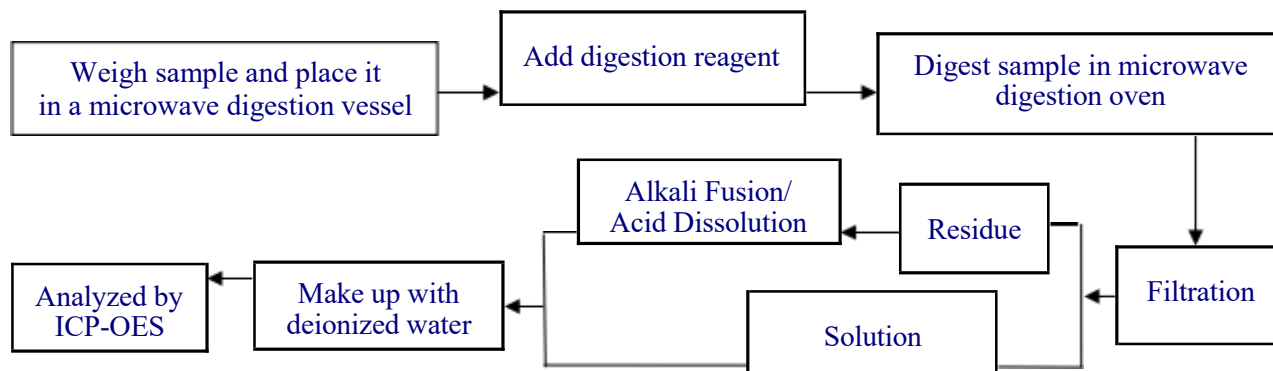 Weigh sample and place it
in a microwave digestion vessel
Add digestion reagent
Digest sample in microwave
digestion oven
Filtration
Residue
Alkali Fusion/
Acid Dissolution
Solution
Make up with
deionized water
Analyzed by
ICP-OES